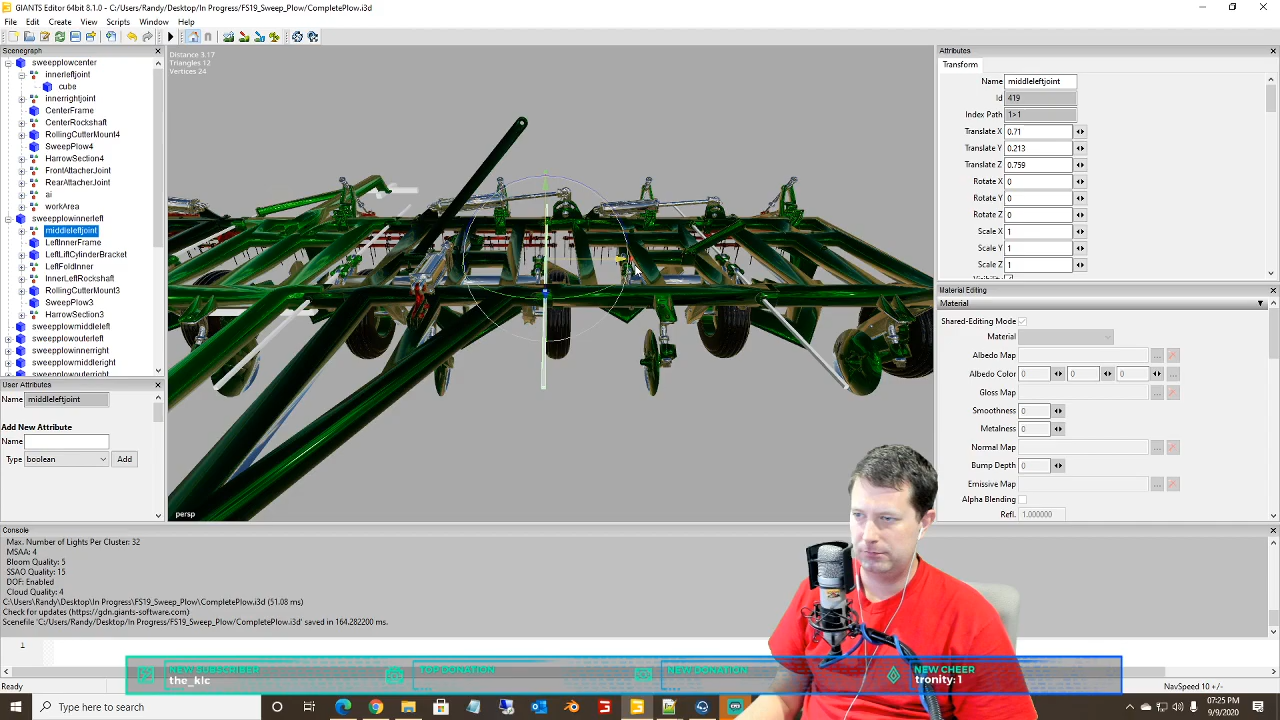 GIANTS Editor 64bit 8.1.0 - C:/Users/Randy/Desktop/In Progress/FS19_Sweep_Plow/CompletePlow.i3d
File Edit Create View Scripts Window Help
Scenegraph
sweepplowcenter
innerleftjoint
cube
innerrightjoint
CenterFrame
CenterRockshaft
RollingCutterMount4
SweepPlow4
HarrowSection4
FrontAttacherJoint
RearAttacherJoint
ai
workArea
sweepplowinnerleft
middleleftjoint
LeftInnerFrame
LeftLiftCylinderBracket
LeftFoldInner
InnerLeftRockshaft
RollingCutterMount3
SweepPlow3
HarrowSection3
sweepplowmiddleleft
sweepplowouterleft
sweepplowinnerright
sweepplowmiddleright
User Attributes
Name middleleftjoint
Add New Attribute
Name
Type boolean Add
Distance 3.17
Triangles 12
Vertices 24
persp
Attributes
Transform
Name middleleftjoint
Id 419
Index Path 1>1
Translate X 0.71
Translate Y 0.213
Translate Z 0.759
Rotate X 0
Rotate Y 0
Rotate Z 0
Scale X 1
Scale Y 1
Scale Z 1
Material Editing
Material
Shared-Editing Mode
Material
Albedo Map ...
Albedo Color 0 0 0 ...
Gloss Map ...
Smoothness 0
Metalness 0
Normal Map ...
Bump Depth 0
Emissive Map ...
Alpha Blending
Refl. 1.000000
Console
Max. Number of Lights Per Cluster: 32
MSAA: 4
Bloom Quality: 5
SSAO Quality: 15
DOF: Enabled
Cloud Quality: 4
C:/Users/Randy/Desktop/In Progress/FS19_Sweep_Plow/CompletePlow.i3d (51.08 ms)
Check for updates (http://gdn.giants-software.com)
Scenefile 'C:/Users/Randy/Desktop/In Progress/FS19_Sweep_Plow/CompletePlow.i3d' saved in 164.282200 ms.
1
NEW SUBSCRIBER
the_klc
TOP DONATION
NEW DONATION
NEW CHEER
tronity: 1
Ready
NavSpeed 10 +/-
Type here to search
07:25 PM
09/9/2020